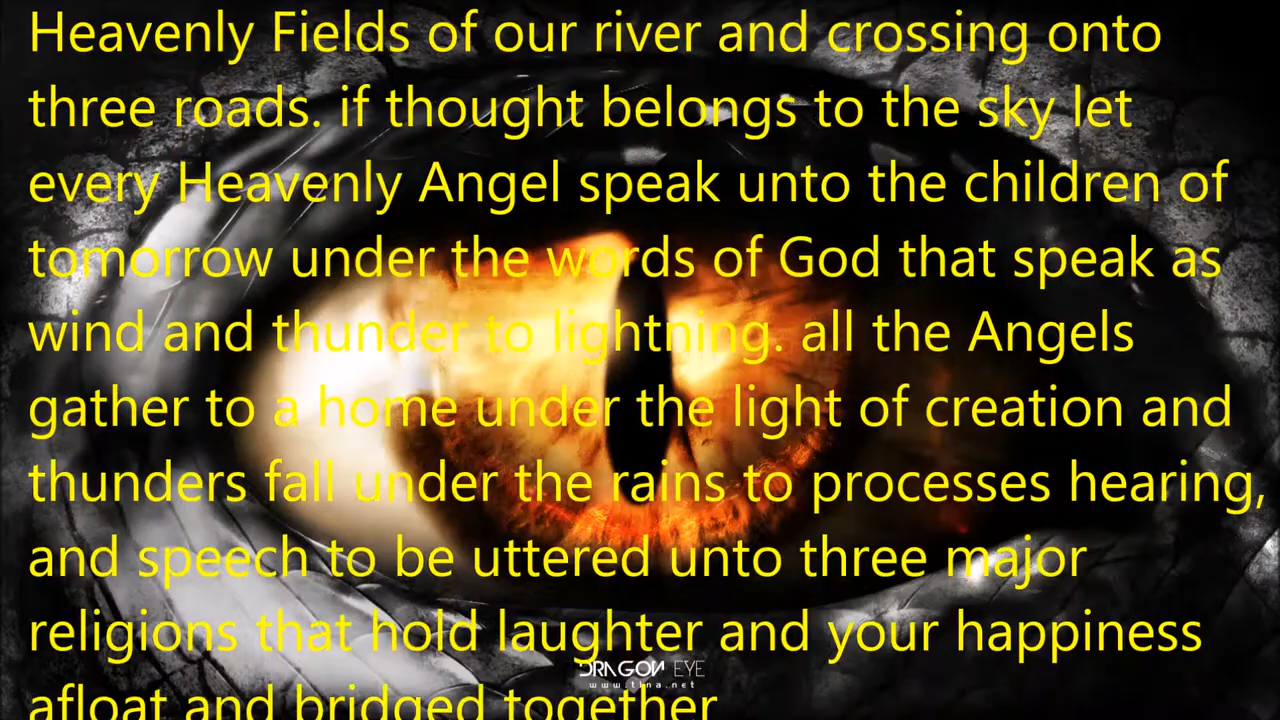 Heavenly Fields of our river and crossing onto
three roads. if thought belongs to the sky let
every Heavenly Angel speak unto the children of
tomorrow under the words of God that speak as
wind and thunder to lightning. all the Angels
gather to a home under the light of creation and
thunders fall under the rains to processes hearing,
and speech to be uttered unto three major
religions that hold laughter and your happiness
DRAGON EYE
www.tina.net
afloat and bridged together